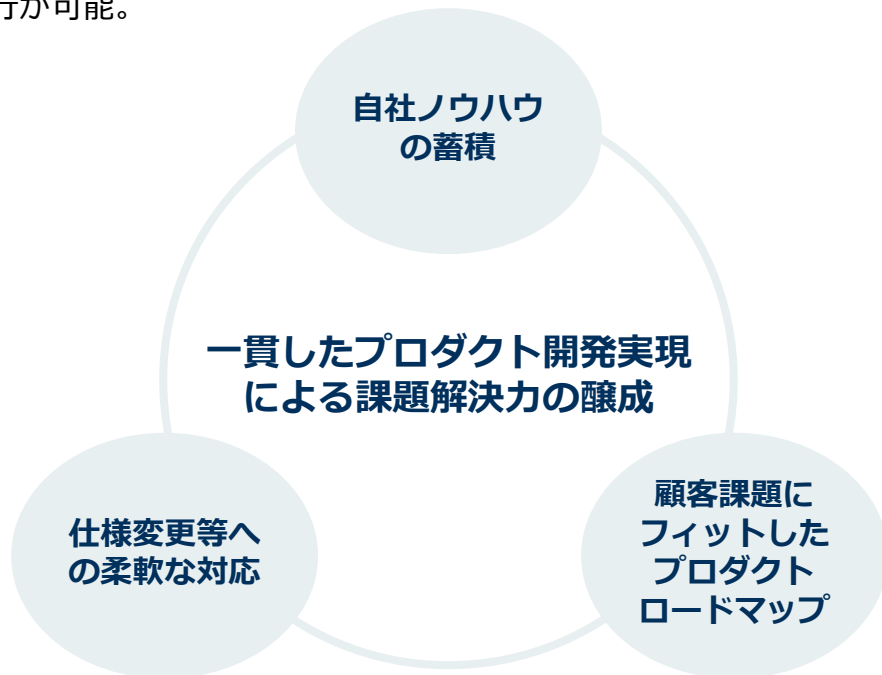 行が可能。
自社ノウハウ
の蓄積
一貫したプロダクト開発実現
による課題解決力の醸成
仕様変更等へ
の柔軟な対応
顧客課題に
フィットした
プロダクト
ロードマップ